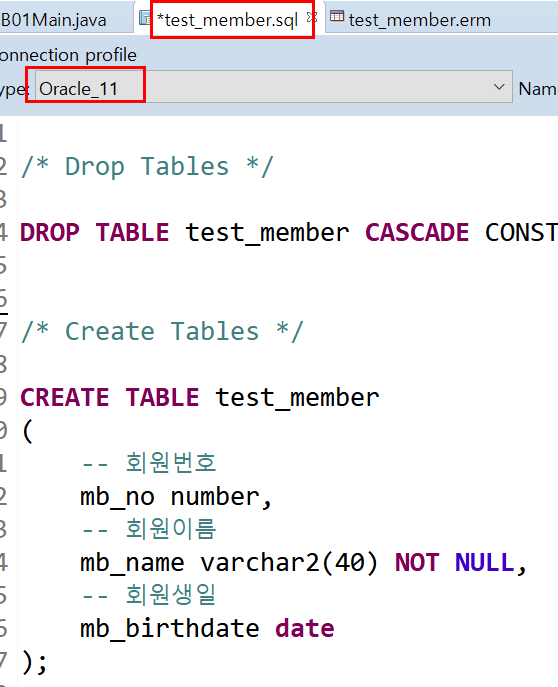 B01Main.java *test_member.sql test_member.erm
onnection profile
ype: Oracle_11 Nam
1
2 /* Drop Tables */
3
4 DROP TABLE test_member CASCADE CONST
5
6
7 /* Create Tables */
8
9 CREATE TABLE test_member
0 (
1 -- 회원번호
2 mb_no number,
3 -- 회원이름
4 mb_name varchar2(40) NOT NULL,
5 -- 회원생일
6 mb_birthdate date
7 );